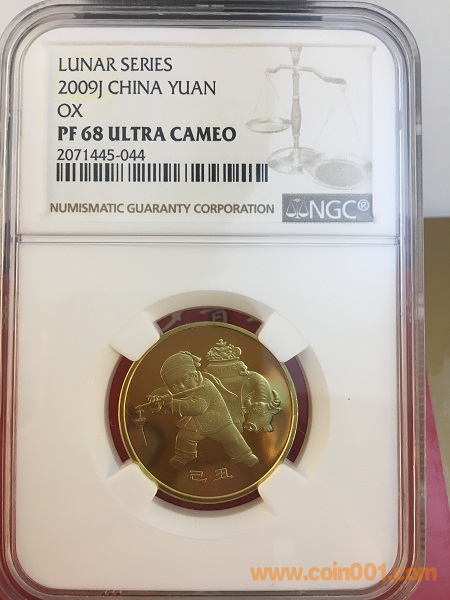 LUNAR SERIES
2009J CHINA YUAN
OX
PF 68 ULTRA CAMEO
2071445-044
NUMISMATIC GUARANTY CORPORATION
NGC®
己丑
www.coin001.com